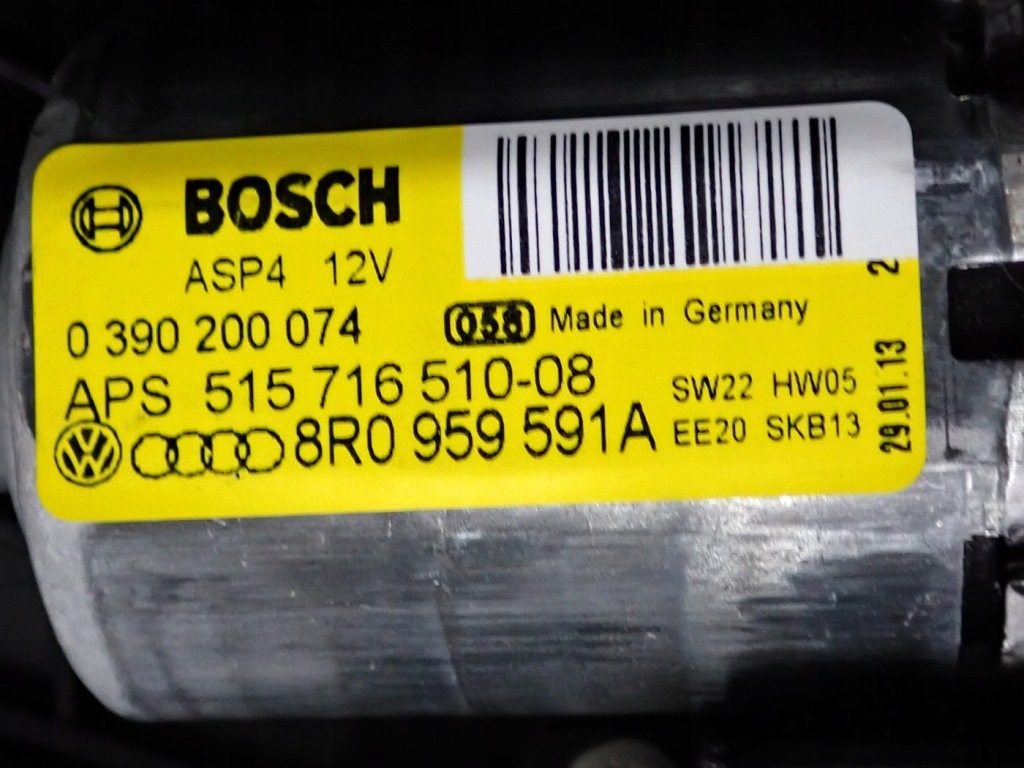 BOSCH
ASP4 12V
0 390 200 074 Made in Germany
APS 515 716 510-08 SW22 HW05
8R0 959 591A EE20 SKB13
29.01.13 2